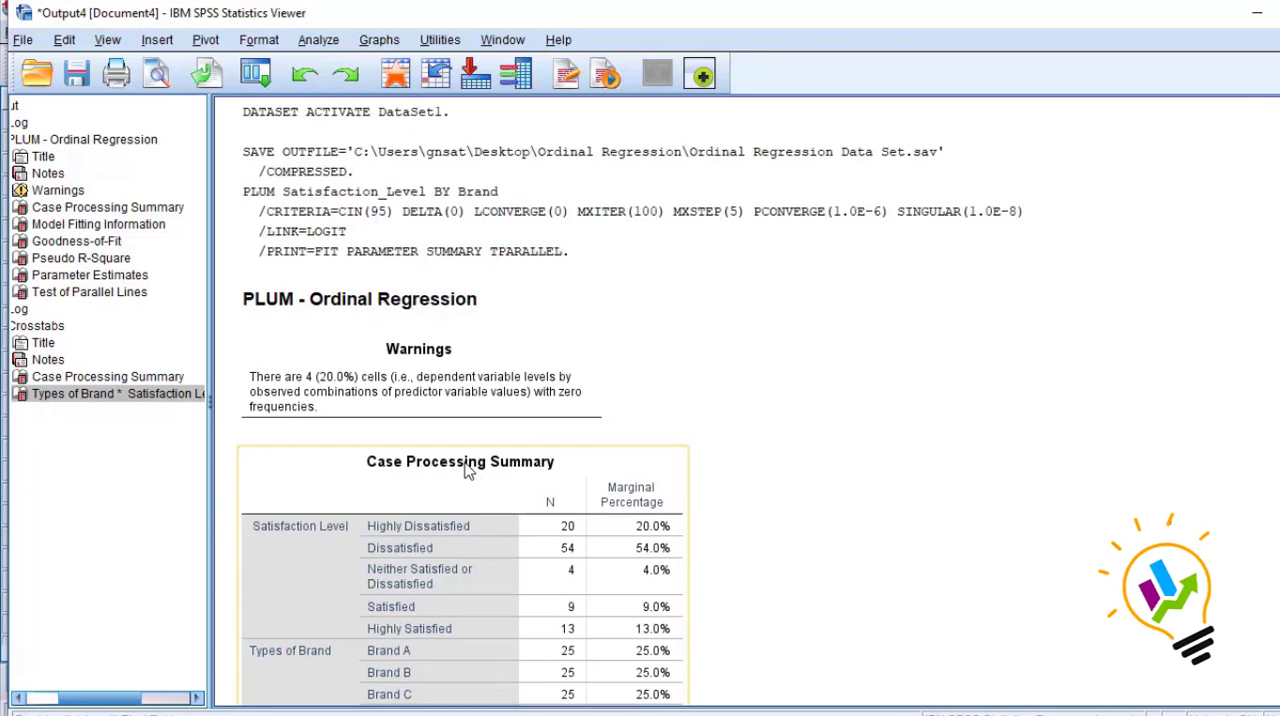 *Output4 [Document4] - IBM SPSS Statistics Viewer
File Edit View Insert Pivot Format Analyze Graphs Utilities Window Help
ut
og
PLUM - Ordinal Regression
Title
Notes
Warnings
Case Processing Summary
Model Fitting Information
Goodness-of-Fit
Pseudo R-Square
Parameter Estimates
Test of Parallel Lines
og
Crosstabs
Title
Notes
Case Processing Summary
Types of Brand * Satisfaction Le
DATASET ACTIVATE DataSet1.
SAVE OUTFILE='C:\Users\gnsat\Desktop\Ordinal Regression\Ordinal Regression Data Set.sav'
/COMPRESSED.
PLUM Satisfaction_Level BY Brand
/CRITERIA=CIN(95) DELTA(0) LCONVERGE(0) MXITER(100) MXSTEP(5) PCONVERGE(1.0E-6) SINGULAR(1.0E-8)
/LINK=LOGIT
/PRINT=FIT PARAMETER SUMMARY TPARALLEL.
PLUM - Ordinal Regression
Warnings
There are 4 (20.0%) cells (i.e., dependent variable levels by
observed combinations of predictor variable values) with zero
frequencies.
Case Processing Summary
N Marginal
Percentage
Satisfaction Level Highly Dissatisfied 20 20.0%
Dissatisfied 54 54.0%
Neither Satisfied or
Dissatisfied 4 4.0%
Satisfied 9 9.0%
Highly Satisfied 13 13.0%
Types of Brand Brand A 25 25.0%
Brand B 25 25.0%
Brand C 25 25.0%